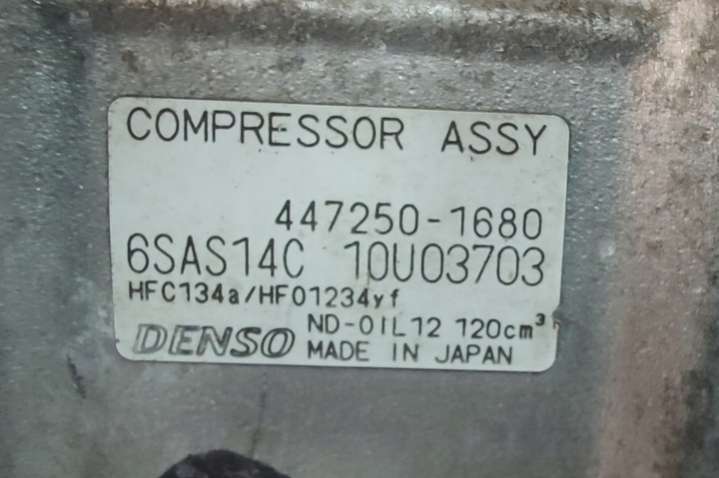 COMPRESSOR ASSY
447250-1680
6SAS14C 10U03703
HFC134a/HFO1234yf
DENSO ND-OIL12 120cm³
MADE IN JAPAN